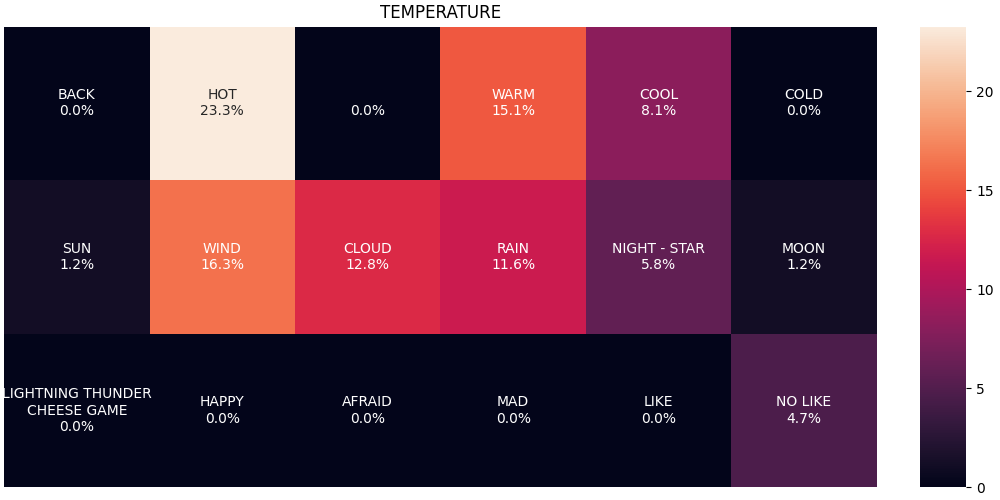 TEMPERATURE
BACK
0.0%
HOT
23.3%
0.0%
WARM
15.1%
COOL
8.1%
COLD
0.0%
SUN
1.2%
WIND
16.3%
CLOUD
12.8%
RAIN
11.6%
NIGHT - STAR
5.8%
MOON
1.2%
LIGHTNING THUNDER
CHEESE GAME
0.0%
HAPPY
0.0%
AFRAID
0.0%
MAD
0.0%
LIKE
0.0%
NO LIKE
4.7%
20
15
10
5
0